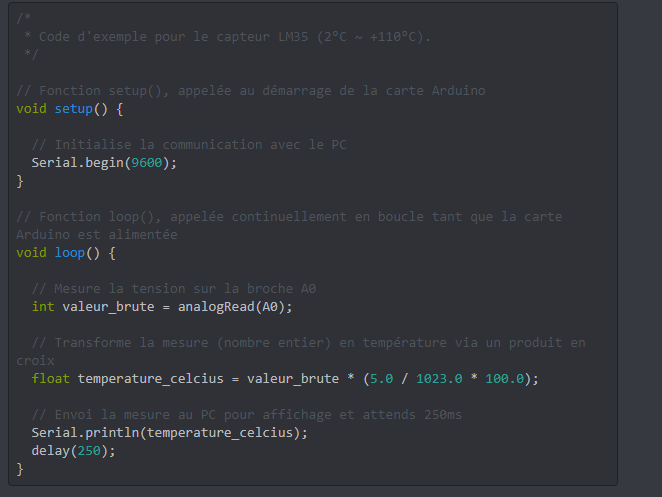 /*
 * Code d'exemple pour le capteur LM35 (2°C ~ +110°C).
 */
// Fonction setup(), appelée au démarrage de la carte Arduino
void setup() {
  // Initialise la communication avec le PC
  Serial.begin(9600);
}
// Fonction loop(), appelée continuellement en boucle tant que la carte
Arduino est alimentée
void loop() {
  // Mesure la tension sur la broche A0
  int valeur_brute = analogRead(A0);
  // Transforme la mesure (nombre entier) en température via un produit en
croix
  float temperature_celcius = valeur_brute * (5.0 / 1023.0 * 100.0);
  // Envoi la mesure au PC pour affichage et attends 250ms
  Serial.println(temperature_celcius);
  delay(250);
}